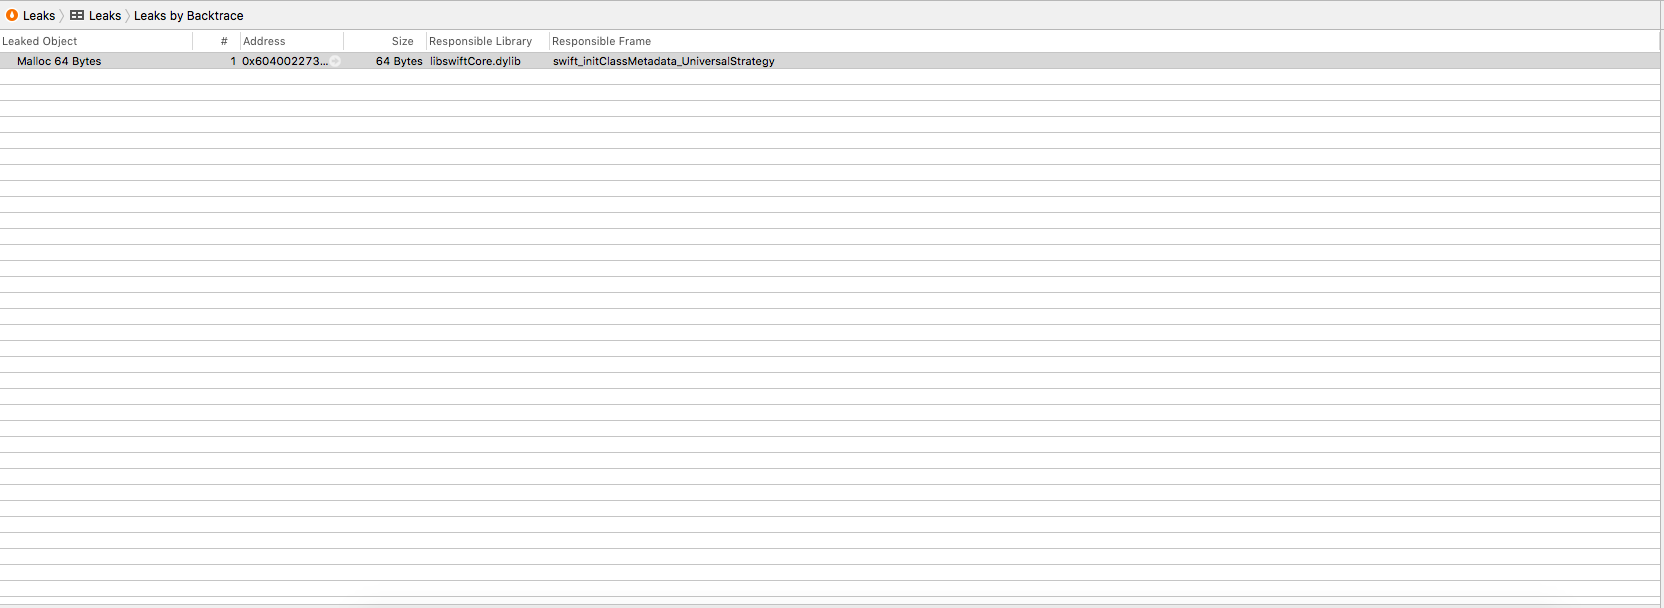 Leaks Leaks Leaks by Backtrace
Leaked Object # Address Size Responsible Library Responsible Frame
Malloc 64 Bytes 1 0x604002273... 64 Bytes libswiftCore.dylib swift_initClassMetadata_UniversalStrategy